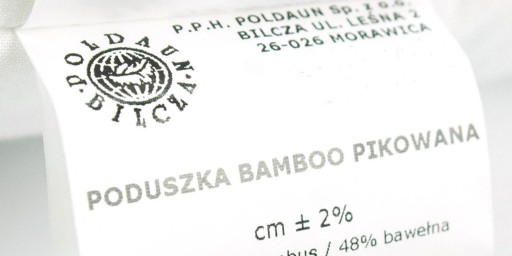 P.P.H. POLDAUN Sp. z o.o.
BILCZA UL. LEŚNA 2
26-026 MORAWICA
POLDAUN
BILCZA
PODUSZKA BAMBOO PIKOWANA
cm ± 2%
/ 48% bawełna